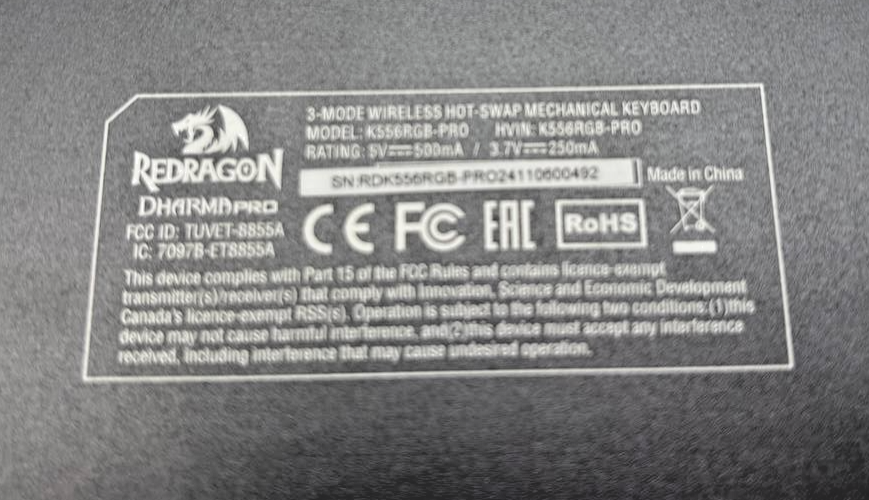 3-MODE WIRELESS HOT-SWAP MECHANICAL KEYBOARD
MODEL: K556RGB-PRO HVIN: K556RGB-PRO
RATING: 5V⎓500mA / 3.7V⎓250mA
REDRAGON
SN:RDK556RGB-PRO24110600492
Made in China
DHARMA PRO
FCC ID: TUVET-8855A
IC: 7097B-ET8855A
CE FC EAC RoHS
This device complies with Part 15 of the FCC Rules and contains licence-exempt
transmitter(s)/receiver(s) that comply with Innovation, Science and Economic Development
Canada's licence-exempt RSS(s). Operation is subject to the following two conditions: (1)this
device may not cause harmful interference, and(2)this device must accept any interference
received, including interference that may cause undesired operation.